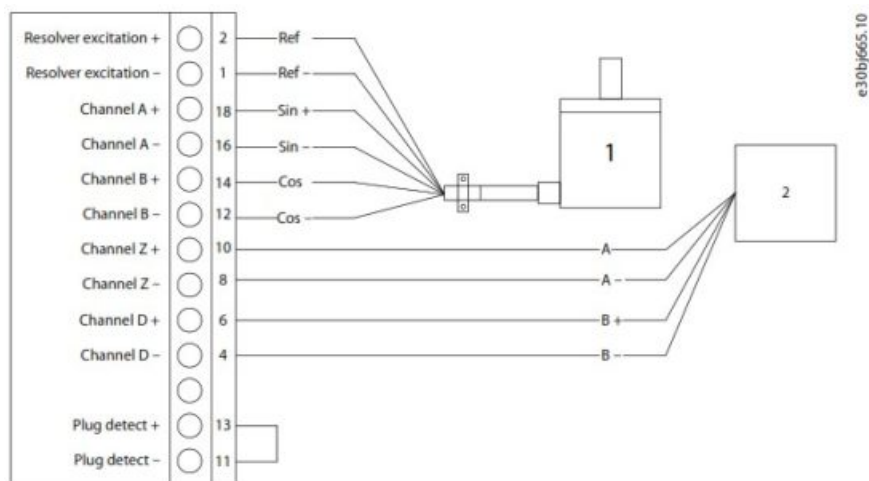 Resolver excitation + 2 Ref
Resolver excitation – 1 Ref –
Channel A + 18 Sin +
Channel A – 16 Sin –
Channel B + 14 Cos
Channel B – 12 Cos –
Channel Z + 10 A
Channel Z – 8 A –
Channel D + 6 B +
Channel D – 4 B –
Plug detect + 13
Plug detect – 11
1
2
e30bj665.10